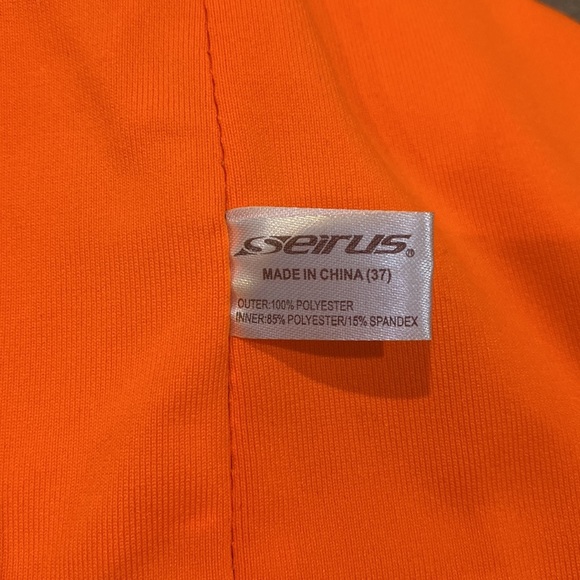 Seirus®
MADE IN CHINA (37)
OUTER:100% POLYESTER
INNER:85% POLYESTER/15% SPANDEX